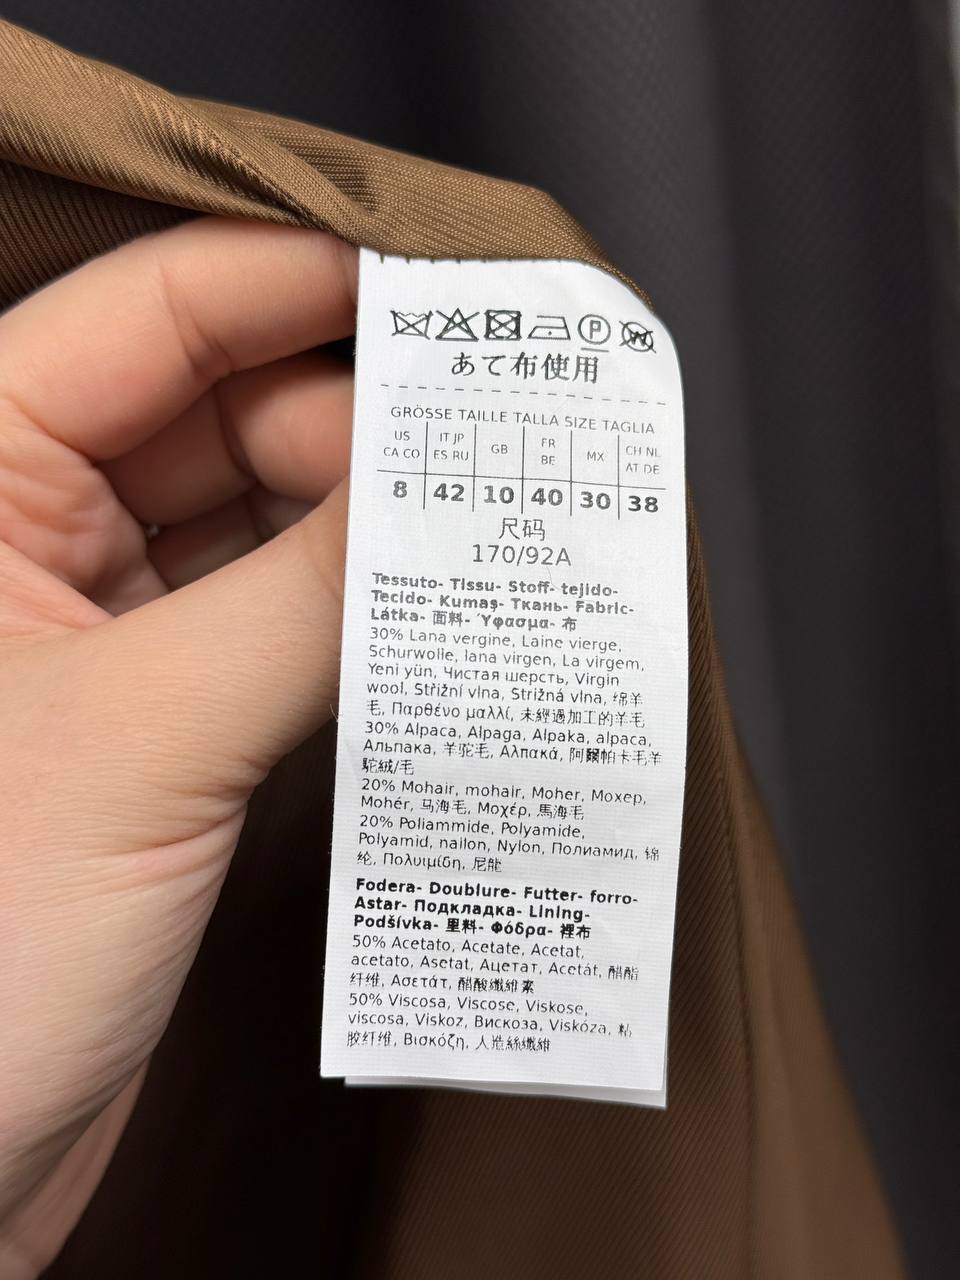 P
W
あて布使用
GRÖSSE TAILLE TALLA SIZE TAGLIA
US CA CO IT JP ES RU GB FR BE MX CH NL AT DE
8 42 10 40 30 38
尺码
170/92A
Tessuto- Tissu- Stoff- tejido-
Tecido- Kumaş- Ткань- Fabric-
Látka- 面料- Ύφασμα- 布
30% Lana vergine, Laine vierge,
Schurwolle, lana virgen, La virgem,
Yeni yün, Чистая шерсть, Virgin
wool, Střižní vlna, Strižná vlna, 绵羊
毛, Παρθένο μαλλί, 未經過加工的羊毛
30% Alpaca, Alpaga, Alpaka, alpaca,
Альпака, 羊驼毛, Αλπακά, 阿爾帕卡毛羊
駝絨/毛
20% Mohair, mohair, Moher, Мохер,
Mohér, 马海毛, Μοχέρ, 馬海毛
20% Poliammide, Polyamide,
Polyamid, nailon, Nylon, Полиамид, 锦
纶, Πολυιμίδη, 尼龍
Fodera- Doublure- Futter- forro-
Astar- Подкладка- Lining-
Podšívka- 里料- Φόδρα- 裡布
50% Acetato, Acetate, Acetat,
acetato, Asetat, Ацетат, Acetát, 醋酯
纤维, Ασετάτ, 醋酸纖維素
50% Viscosa, Viscose, Viskose,
viscosa, Viskoz, Вискоза, Viskóza, 粘
胶纤维, Βισκόζη, 人造絲纖維